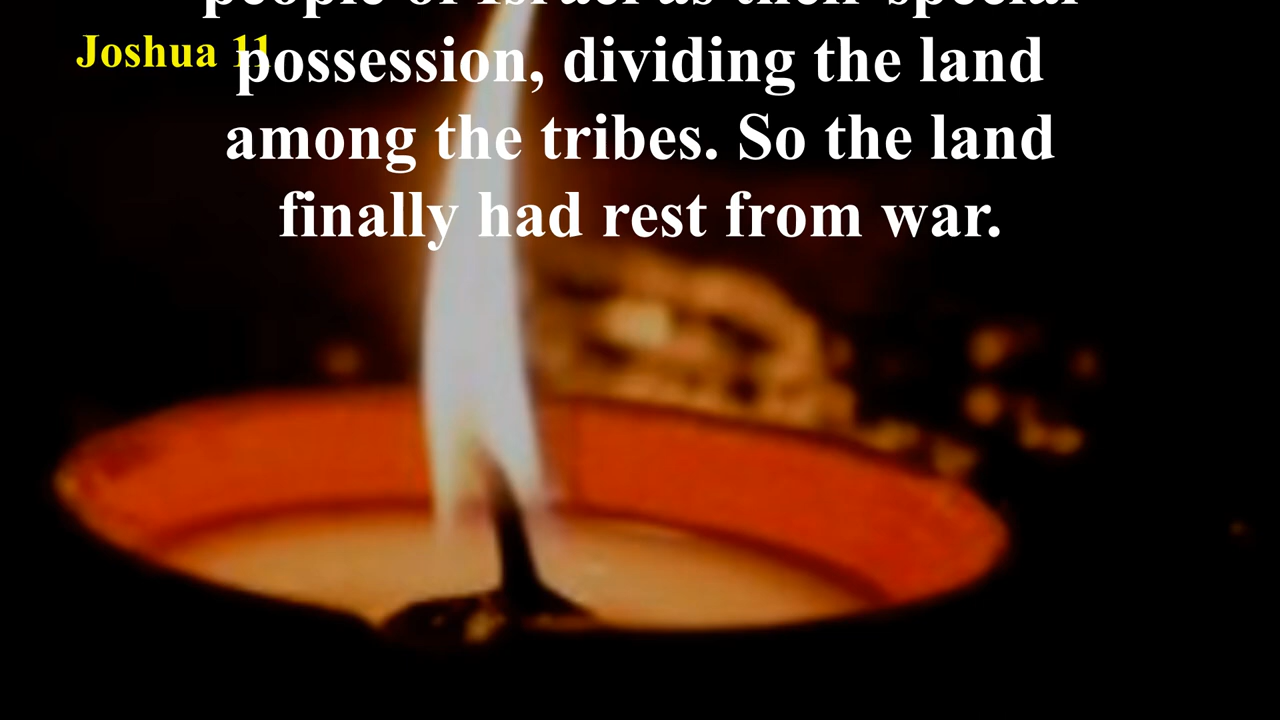 people of Israel as their special
Joshua 11
possession, dividing the land
among the tribes. So the land
finally had rest from war.